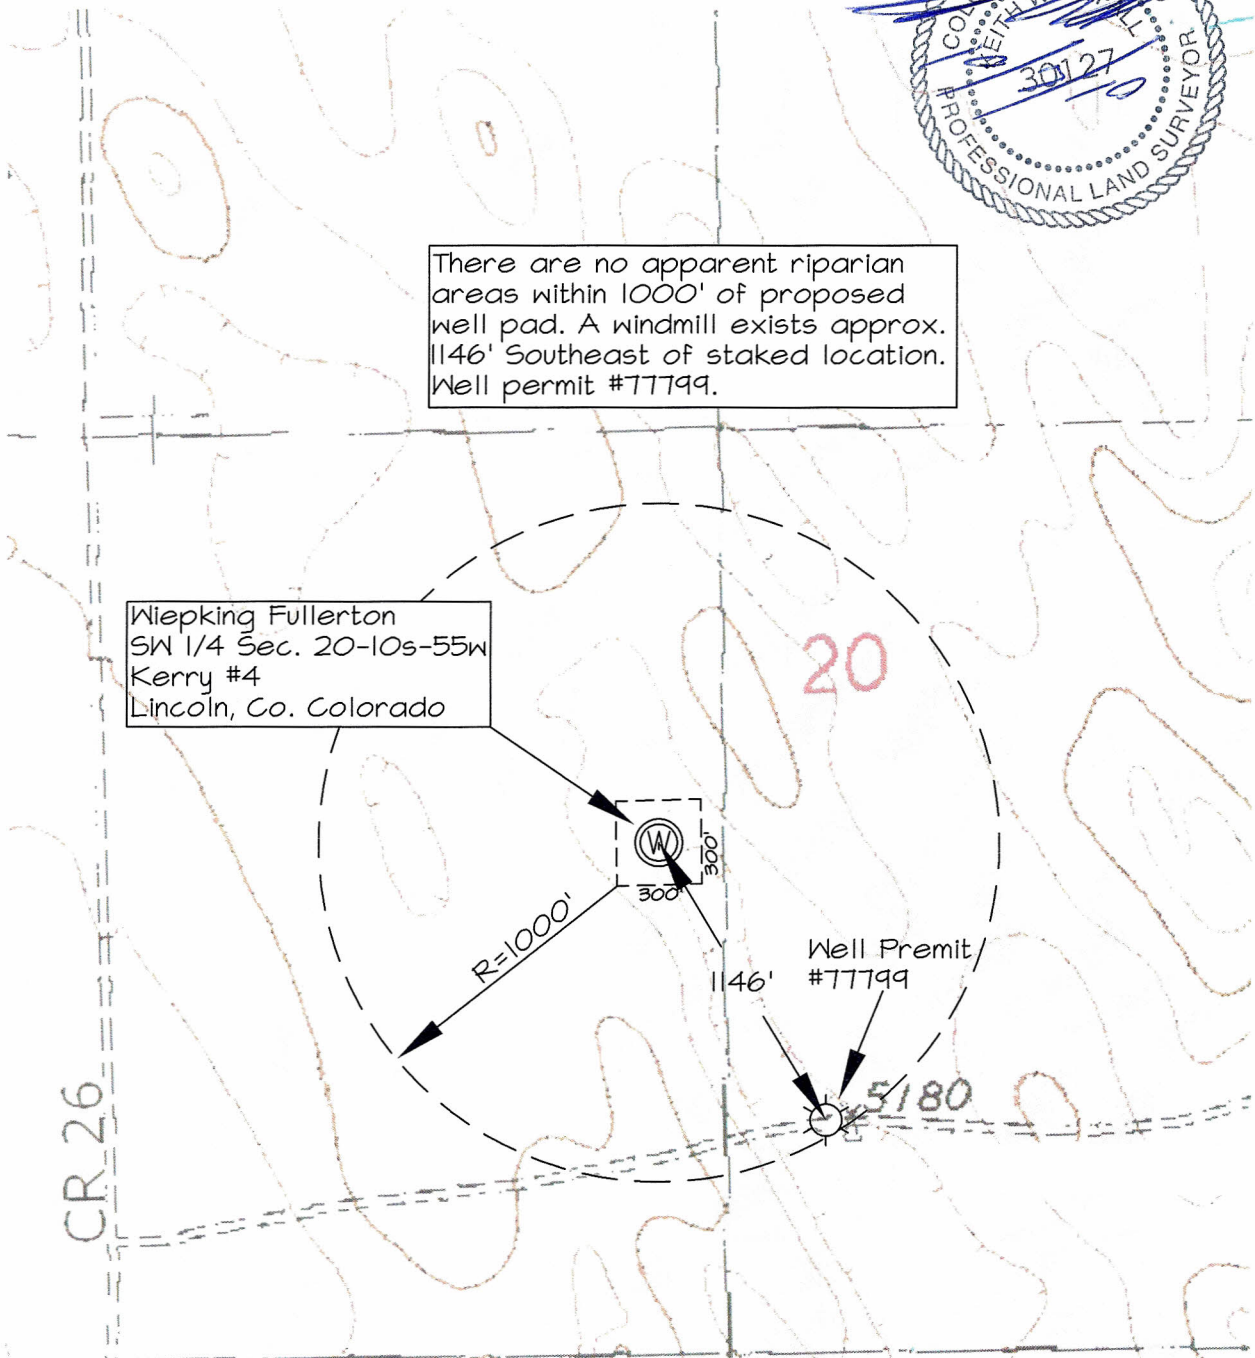 30127
PROFESSIONAL LAND SURVEYOR
There are no apparent riparian
areas within 1000' of proposed
well pad. A windmill exists approx.
1146' Southeast of staked location.
Well permit #77799.
Wiepking Fullerton
SW 1/4 Sec. 20-10s-55w
Kerry #4
Lincoln, Co. Colorado
20
W
300'
300'
R=1000'
1146'
Well Premit
#77799
5180
CR 26